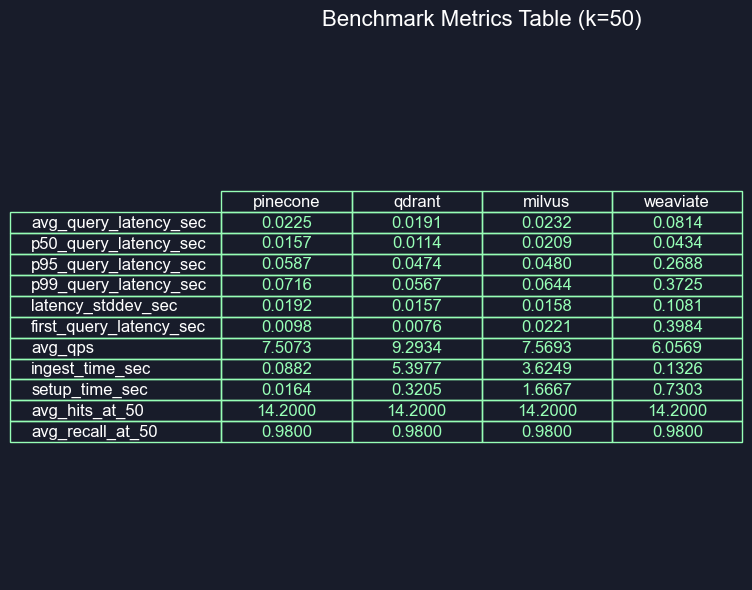 Benchmark Metrics Table (k=50)
pinecone qdrant milvus weaviate
avg_query_latency_sec 0.0225 0.0191 0.0232 0.0814
p50_query_latency_sec 0.0157 0.0114 0.0209 0.0434
p95_query_latency_sec 0.0587 0.0474 0.0480 0.2688
p99_query_latency_sec 0.0716 0.0567 0.0644 0.3725
latency_stddev_sec 0.0192 0.0157 0.0158 0.1081
first_query_latency_sec 0.0098 0.0076 0.0221 0.3984
avg_qps 7.5073 9.2934 7.5693 6.0569
ingest_time_sec 0.0882 5.3977 3.6249 0.1326
setup_time_sec 0.0164 0.3205 1.6667 0.7303
avg_hits_at_50 14.2000 14.2000 14.2000 14.2000
avg_recall_at_50 0.9800 0.9800 0.9800 0.9800